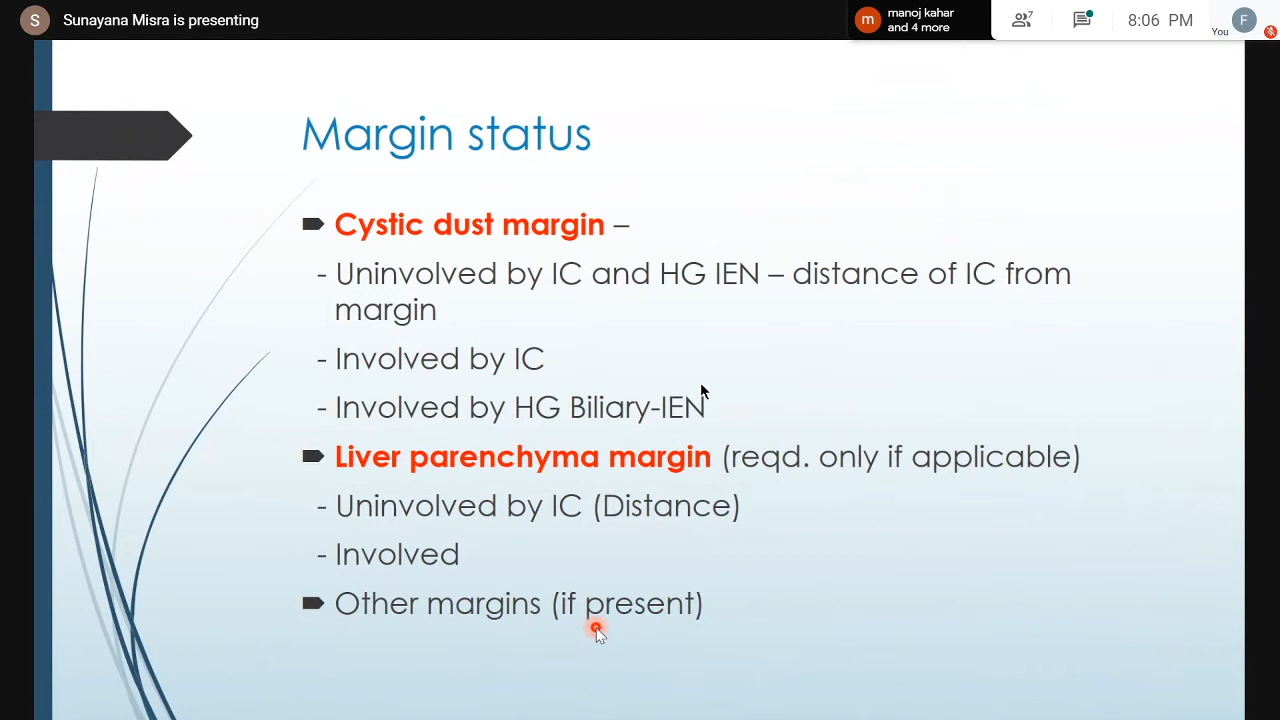 S Sunayana Misra is presenting
m manoj kahar
and 4 more
7
8:06 PM
You
F
Margin status
Cystic dust margin –
- Uninvolved by IC and HG IEN – distance of IC from
margin
- Involved by IC
- Involved by HG Biliary-IEN
Liver parenchyma margin (reqd. only if applicable)
- Uninvolved by IC (Distance)
- Involved
Other margins (if present)